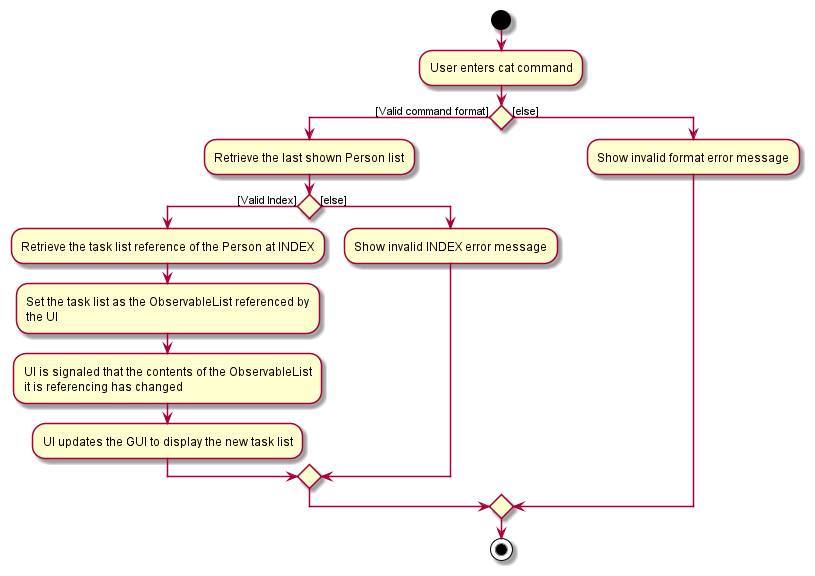 User enters cat command
[Valid command format]
[else]
Retrieve the last shown Person list
Show invalid format error message
[Valid Index]
[else]
Retrieve the task list reference of the Person at INDEX
Show invalid INDEX error message
Set the task list as the ObservableList referenced by
the UI
UI is signaled that the contents of the ObservableList
it is referencing has changed
UI updates the GUI to display the new task list